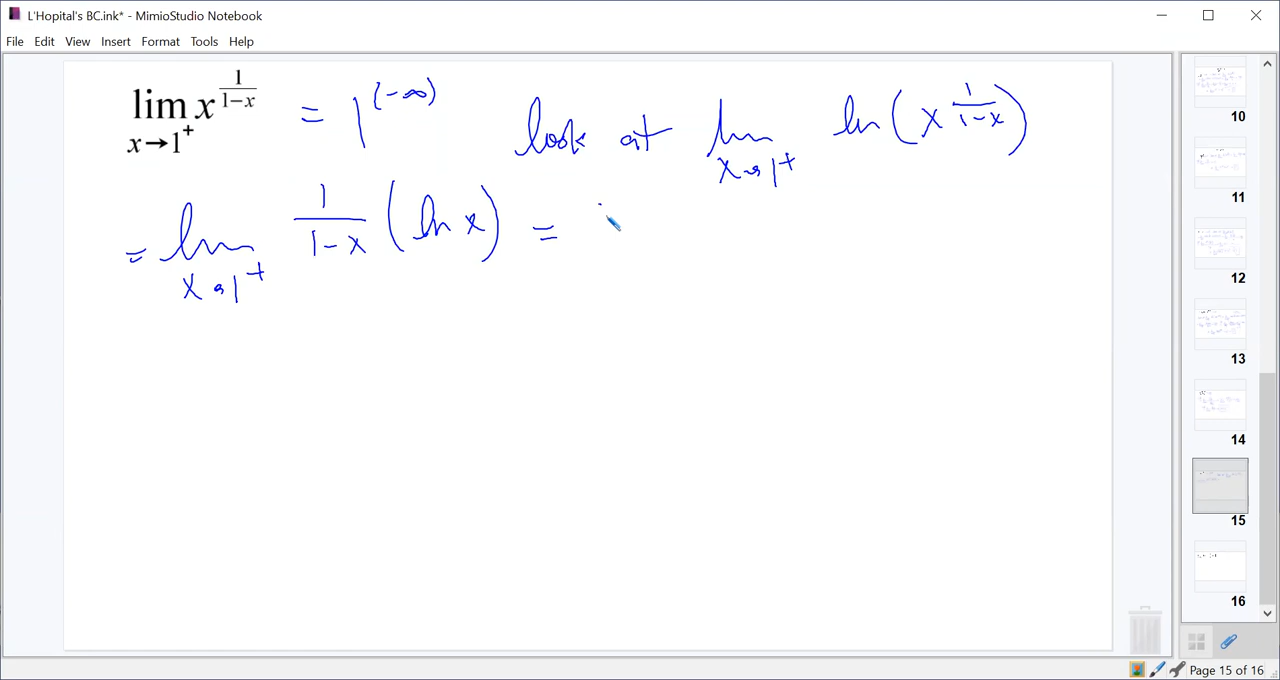 L'Hopital's BC.ink* - MimioStudio Notebook
File Edit View Insert Format Tools Help
lim x→1⁺ x^(1/(1-x)) = 1^(-∞) look at lim x→1⁺ ln(x^(1/(1-x)))
= lim x→1⁺ 1/(1-x) (ln x) =
10
11
12
13
14
15
16
Page 15 of 16